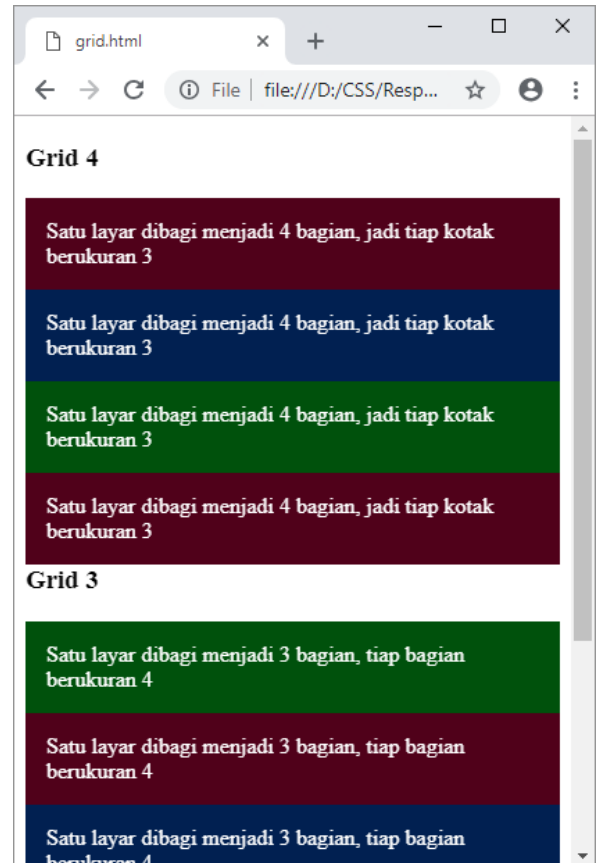 grid.html
File | file:///D:/CSS/Resp...
Grid 4
Satu layar dibagi menjadi 4 bagian, jadi tiap kotak
berukuran 3
Satu layar dibagi menjadi 4 bagian, jadi tiap kotak
berukuran 3
Satu layar dibagi menjadi 4 bagian, jadi tiap kotak
berukuran 3
Satu layar dibagi menjadi 4 bagian, jadi tiap kotak
berukuran 3
Grid 3
Satu layar dibagi menjadi 3 bagian, tiap bagian
berukuran 4
Satu layar dibagi menjadi 3 bagian, tiap bagian
berukuran 4
Satu layar dibagi menjadi 3 bagian, tiap bagian
berukuran 4